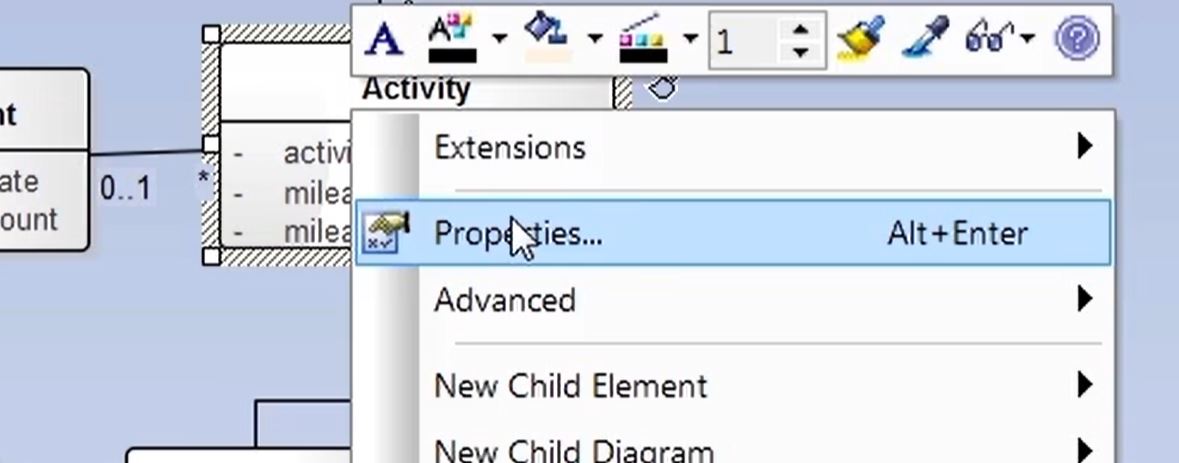 A A 1
Activity
nt
Extensions
- activi
ate 0..1 * - milea
Properties... Alt+Enter
ount - milea
Advanced
New Child Element
New Child Diagram